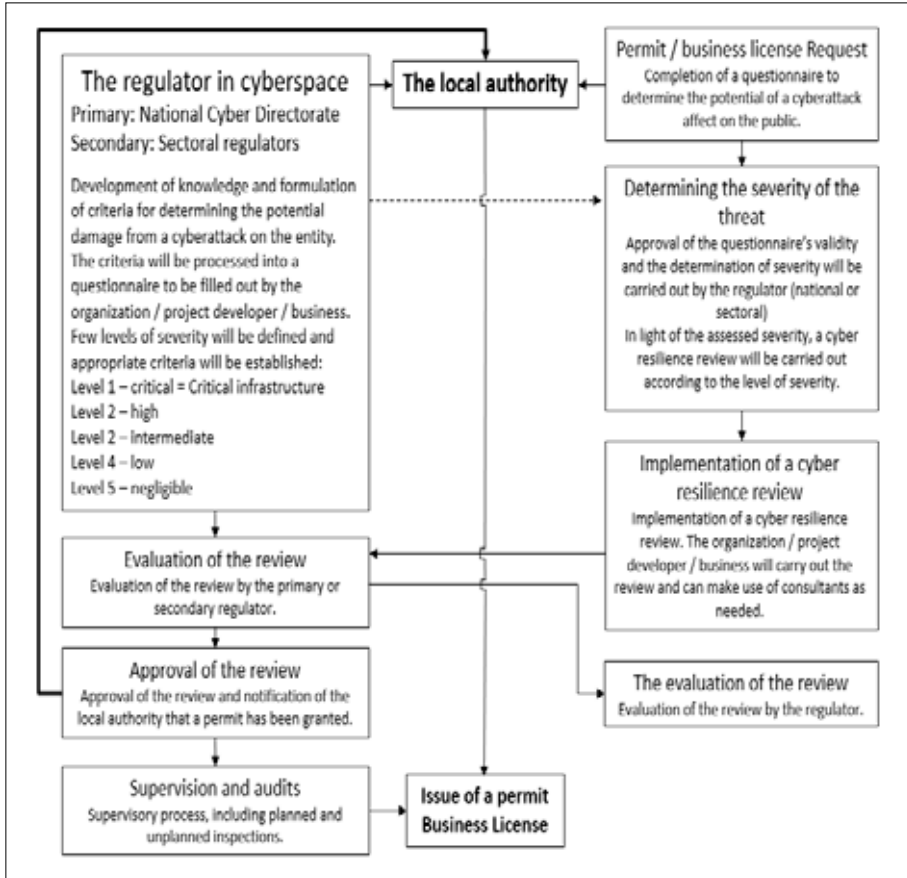 The regulator in cyberspace
Primary: National Cyber Directorate
Secondary: Sectoral regulators
Development of knowledge and formulation
of criteria for determining the potential
damage from a cyberattack on the entity.
The criteria will be processed into a
questionnaire to be filled out by the
organization / project developer / business.
Few levels of severity will be defined and
appropriate criteria will be established:
Level 1 – critical = Critical infrastructure
Level 2 – high
Level 2 – intermediate
Level 4 – low
Level 5 – negligible
The local authority
Permit / business license Request
Completion of a questionnaire to
determine the potential of a cyberattack
affect on the public.
Determining the severity of the
threat
Approval of the questionnaire's validity
and the determination of severity will be
carried out by the regulator (national or
sectoral)
In light of the assessed severity, a cyber
resilience review will be carried out
according to the level of severity.
Implementation of a cyber
resilience review
Implementation of a cyber resilience
review. The organization / project
developer / business will carry out the
review and can make use of consultants as
needed.
Evaluation of the review
Evaluation of the review by the primary or
secondary regulator.
Approval of the review
Approval of the review and notification of the
local authority that a permit has been granted.
The evaluation of the review
Evaluation of the review by the regulator.
Supervision and audits
Supervisory process, including planned and
unplanned inspections.
Issue of a permit
Business License